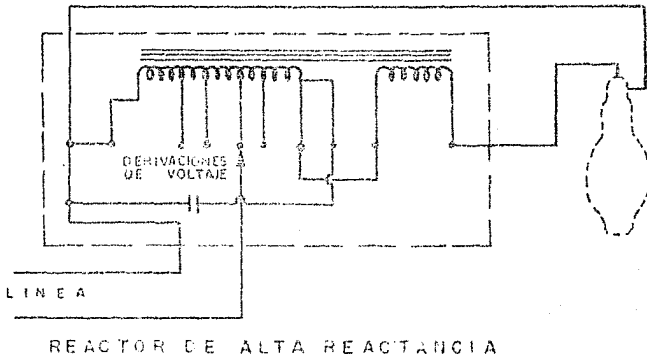 DERIVACIONES
DE VOLTAJE
LINEA
REACTOR DE ALTA REACTANCIA